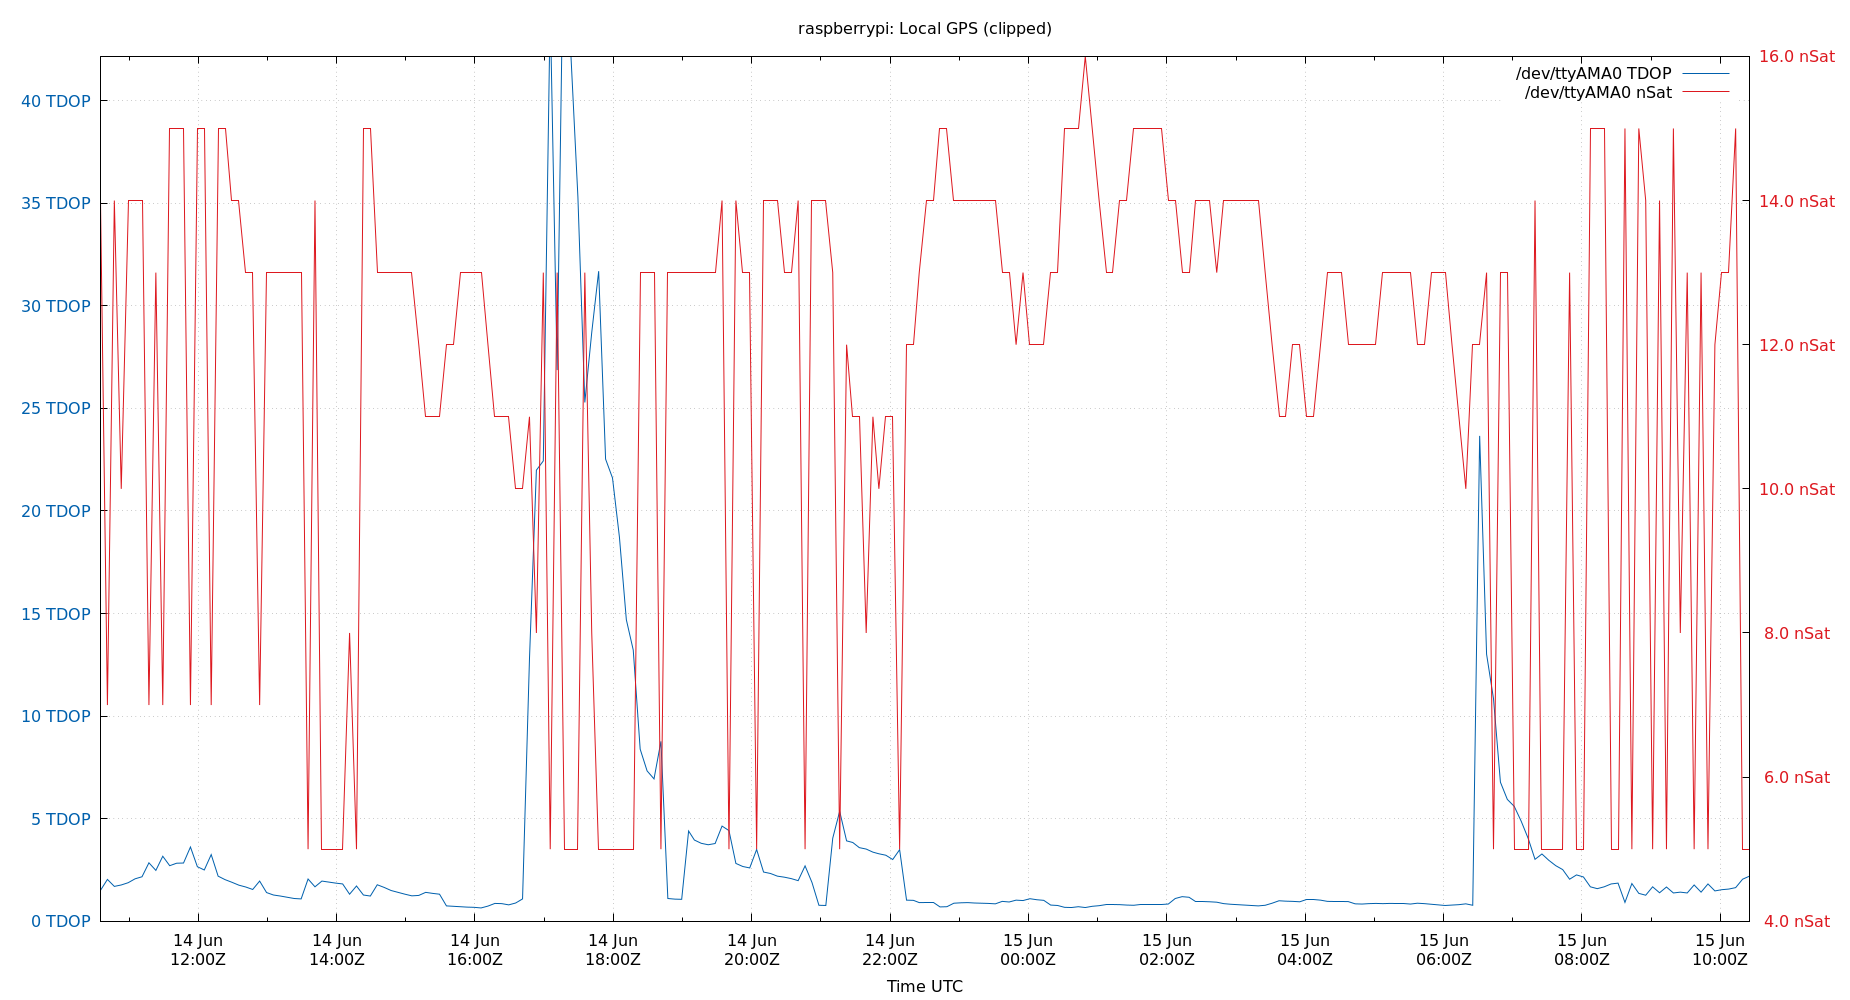 raspberrypi: Local GPS (clipped)
/dev/ttyAMA0 TDOP
/dev/ttyAMA0 nSat
40 TDOP
35 TDOP
30 TDOP
25 TDOP
20 TDOP
15 TDOP
10 TDOP
5 TDOP
0 TDOP
16.0 nSat
14.0 nSat
12.0 nSat
10.0 nSat
8.0 nSat
6.0 nSat
4.0 nSat
14 Jun
12:00Z
14 Jun
14:00Z
14 Jun
16:00Z
14 Jun
18:00Z
14 Jun
20:00Z
14 Jun
22:00Z
15 Jun
00:00Z
15 Jun
02:00Z
15 Jun
04:00Z
15 Jun
06:00Z
15 Jun
08:00Z
15 Jun
10:00Z
Time UTC